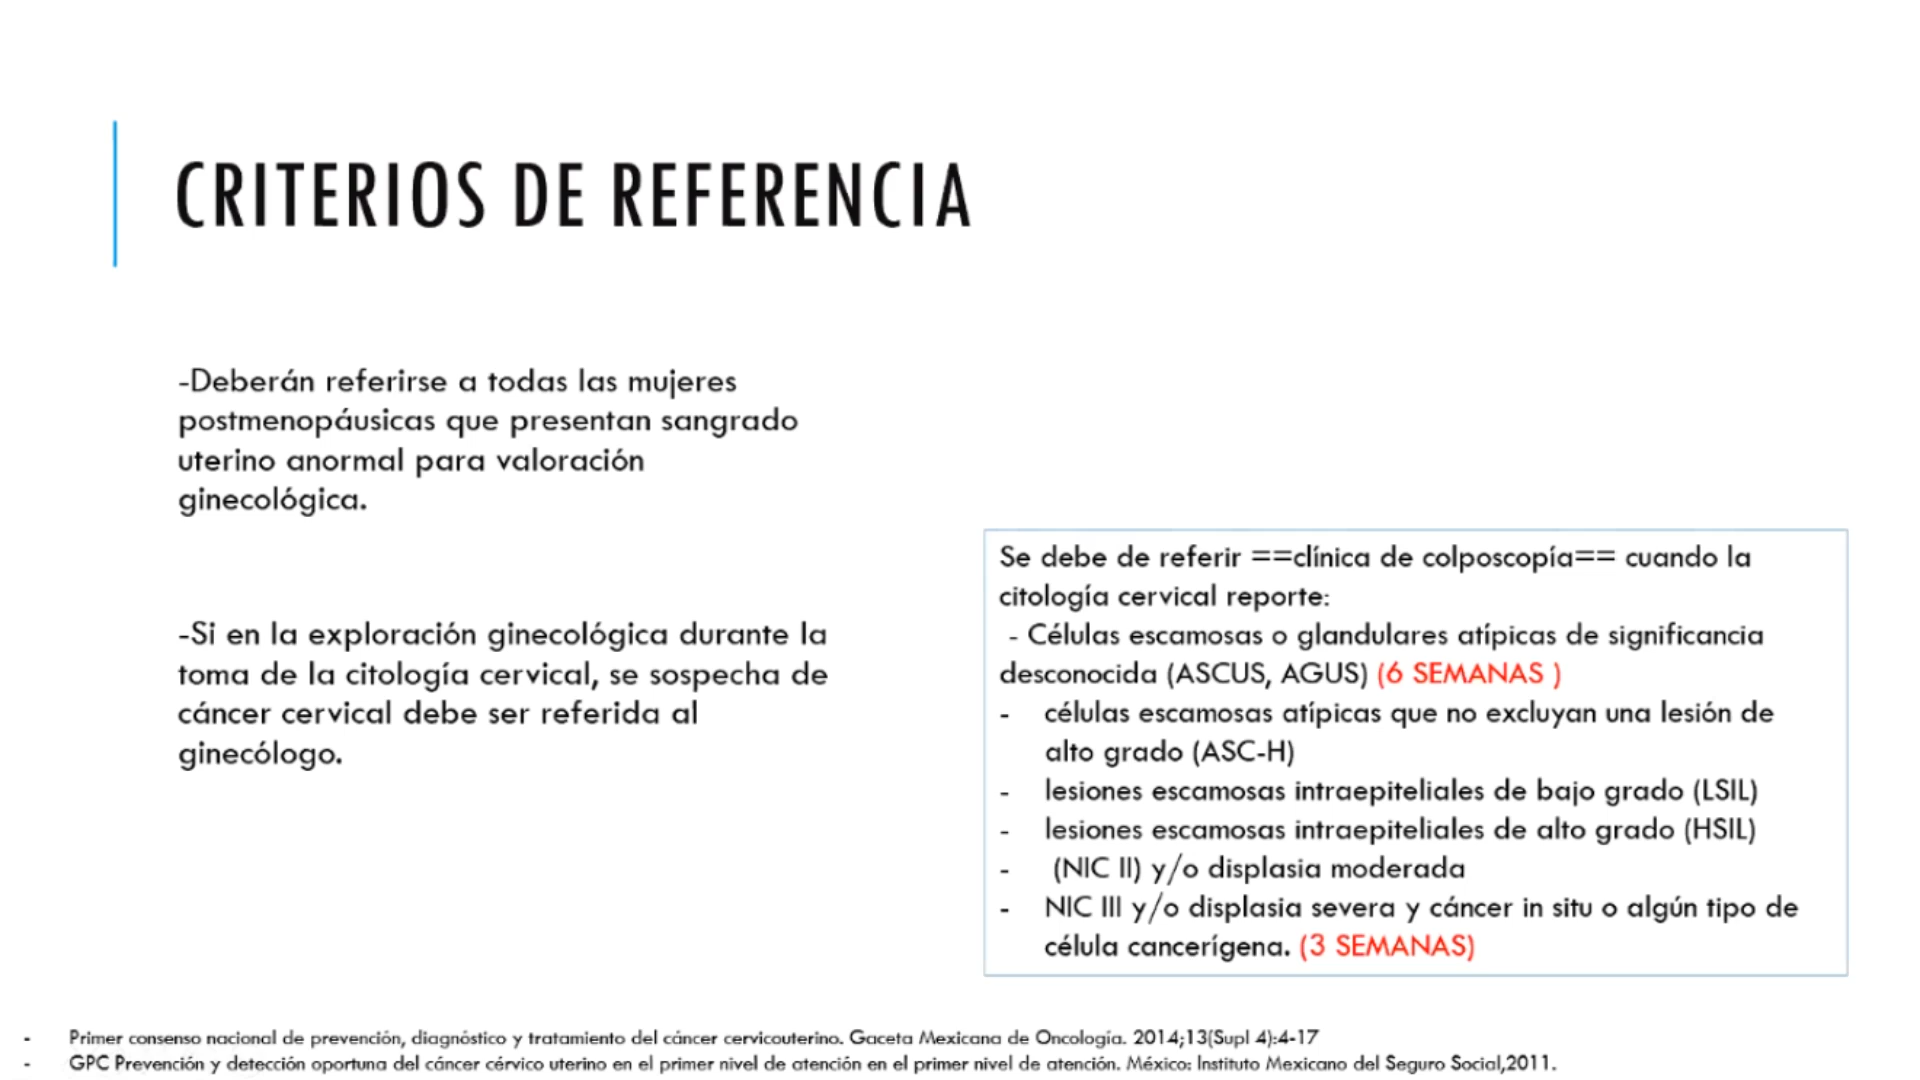 CRITERIOS DE REFERENCIA
-Deberán referirse a todas las mujeres
postmenopáusicas que presentan sangrado
uterino anormal para valoración
ginecológica.
-Si en la exploración ginecológica durante la
toma de la citología cervical, se sospecha de
cáncer cervical debe ser referida al
ginecólogo.
Se debe de referir ==clínica de colposcopía== cuando la
citología cervical reporte:
- Células escamosas o glandulares atípicas de significancia
desconocida (ASCUS, AGUS) (6 SEMANAS )
- células escamosas atípicas que no excluyan una lesión de
alto grado (ASC-H)
- lesiones escamosas intraepiteliales de bajo grado (LSIL)
- lesiones escamosas intraepiteliales de alto grado (HSIL)
- (NIC II) y/o displasia moderada
- NIC III y/o displasia severa y cáncer in situ o algún tipo de
célula cancerígena. (3 SEMANAS)
- Primer consenso nacional de prevención, diagnóstico y tratamiento del cáncer cervicouterino. Gaceta Mexicana de Oncología. 2014;13(Supl 4):4-17
- GPC Prevención y detección oportuna del cáncer cérvico uterino en el primer nivel de atención en el primer nivel de atención. México: Instituto Mexicano del Seguro Social,2011.